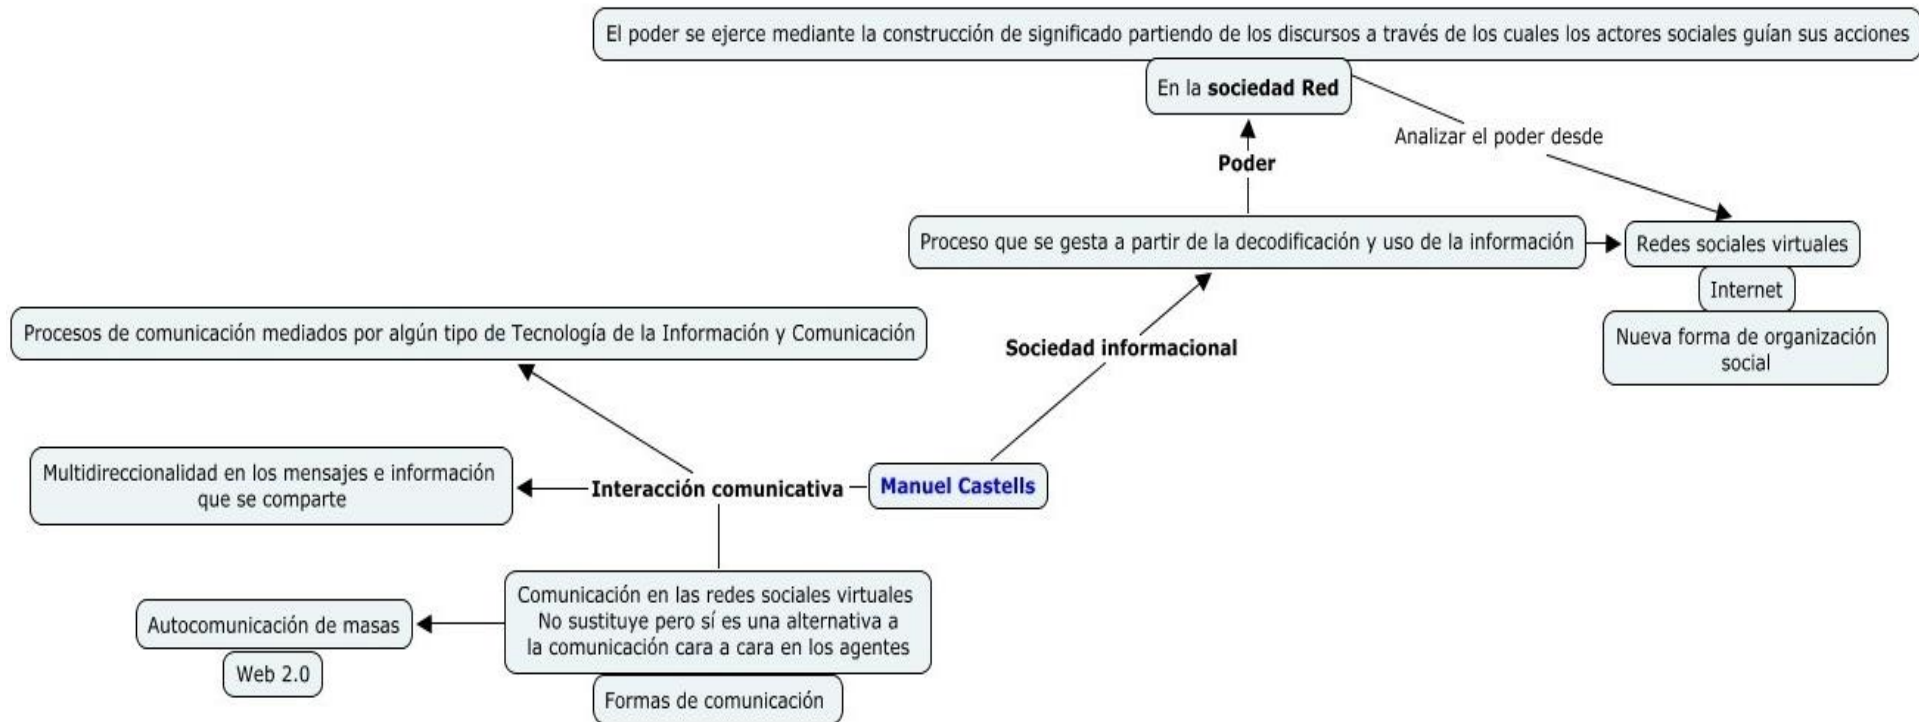 El poder se ejerce mediante la construcción de significado partiendo de los discursos a través de los cuales los actores sociales guían sus acciones
En la sociedad Red
Analizar el poder desde
Poder
Proceso que se gesta a partir de la decodificación y uso de la información
Redes sociales virtuales
Internet
Nueva forma de organización
social
Procesos de comunicación mediados por algún tipo de Tecnología de la Información y Comunicación
Sociedad informacional
Multidireccionalidad en los mensajes e información
que se comparte
Interacción comunicativa
Manuel Castells
Comunicación en las redes sociales virtuales
No sustituye pero sí es una alternativa a
la comunicación cara a cara en los agentes
Autocomunicación de masas
Web 2.0
Formas de comunicación